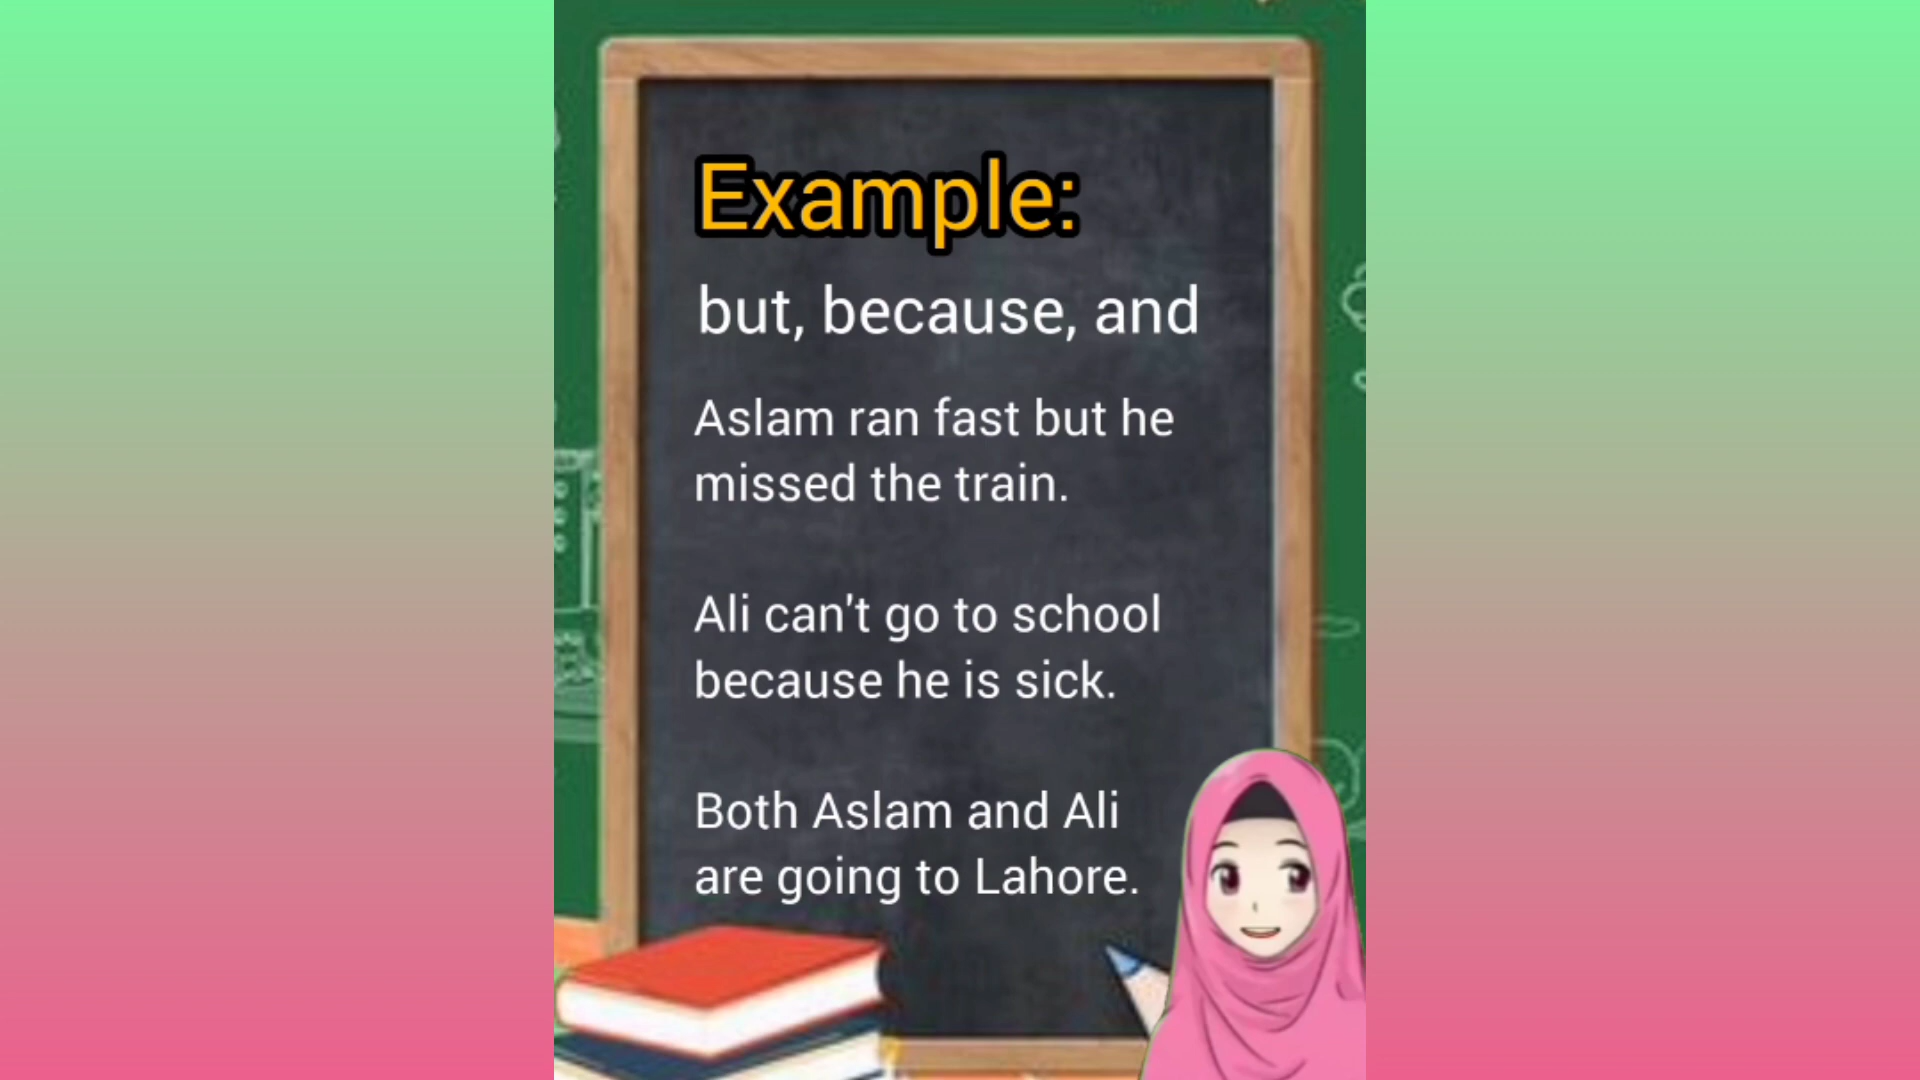 Example:
but, because, and
Aslam ran fast but he
missed the train.
Ali can't go to school
because he is sick.
Both Aslam and Ali
are going to Lahore.